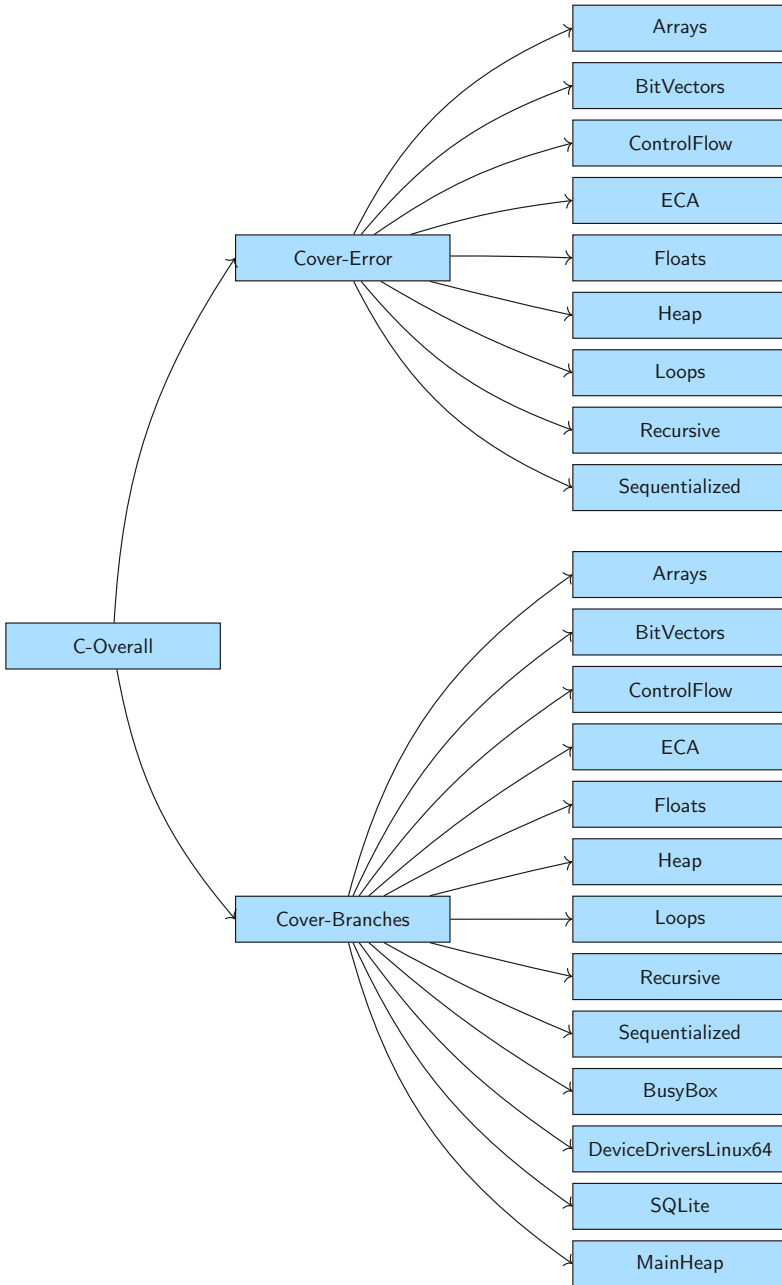 Arrays
BitVectors
ControlFlow
ECA
Cover-Error
Floats
Heap
Loops
Recursive
Sequentialized
Arrays
C-Overall
BitVectors
ControlFlow
ECA
Floats
Heap
Cover-Branches
Loops
Recursive
Sequentialized
BusyBox
DeviceDriversLinux64
SQLite
MainHeap